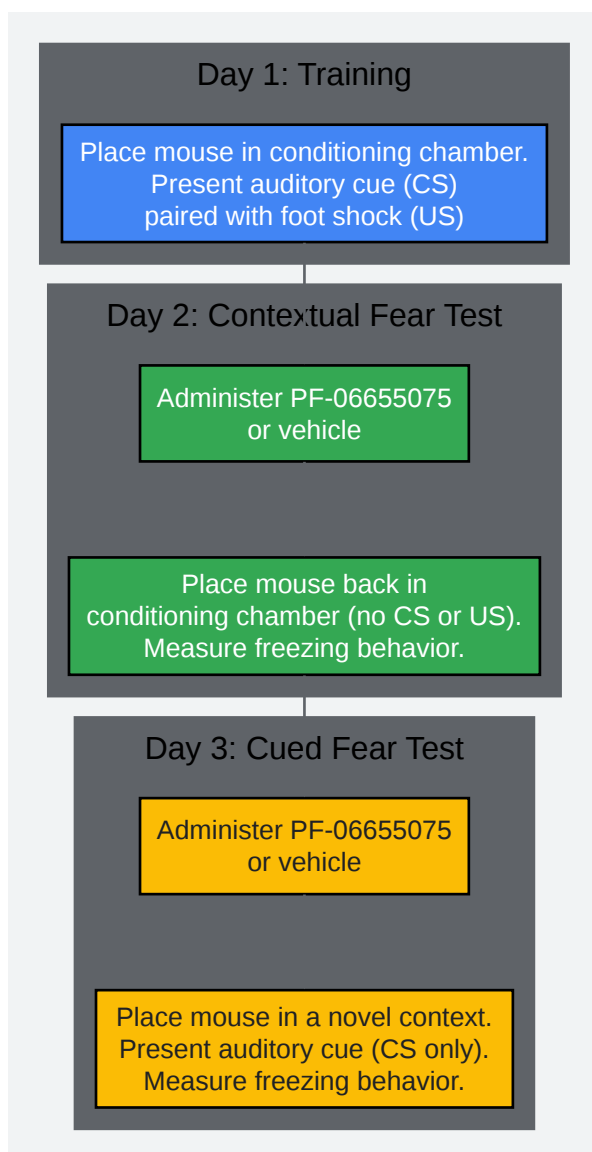 Day 1: Training
Place mouse in conditioning chamber.
Present auditory cue (CS)
paired with foot shock (US)
Day 2: Contextual Fear Test
Administer PF-06655075
or vehicle
Place mouse back in
conditioning chamber (no CS or US).
Measure freezing behavior.
Day 3: Cued Fear Test
Administer PF-06655075
or vehicle
Place mouse in a novel context.
Present auditory cue (CS only).
Measure freezing behavior.